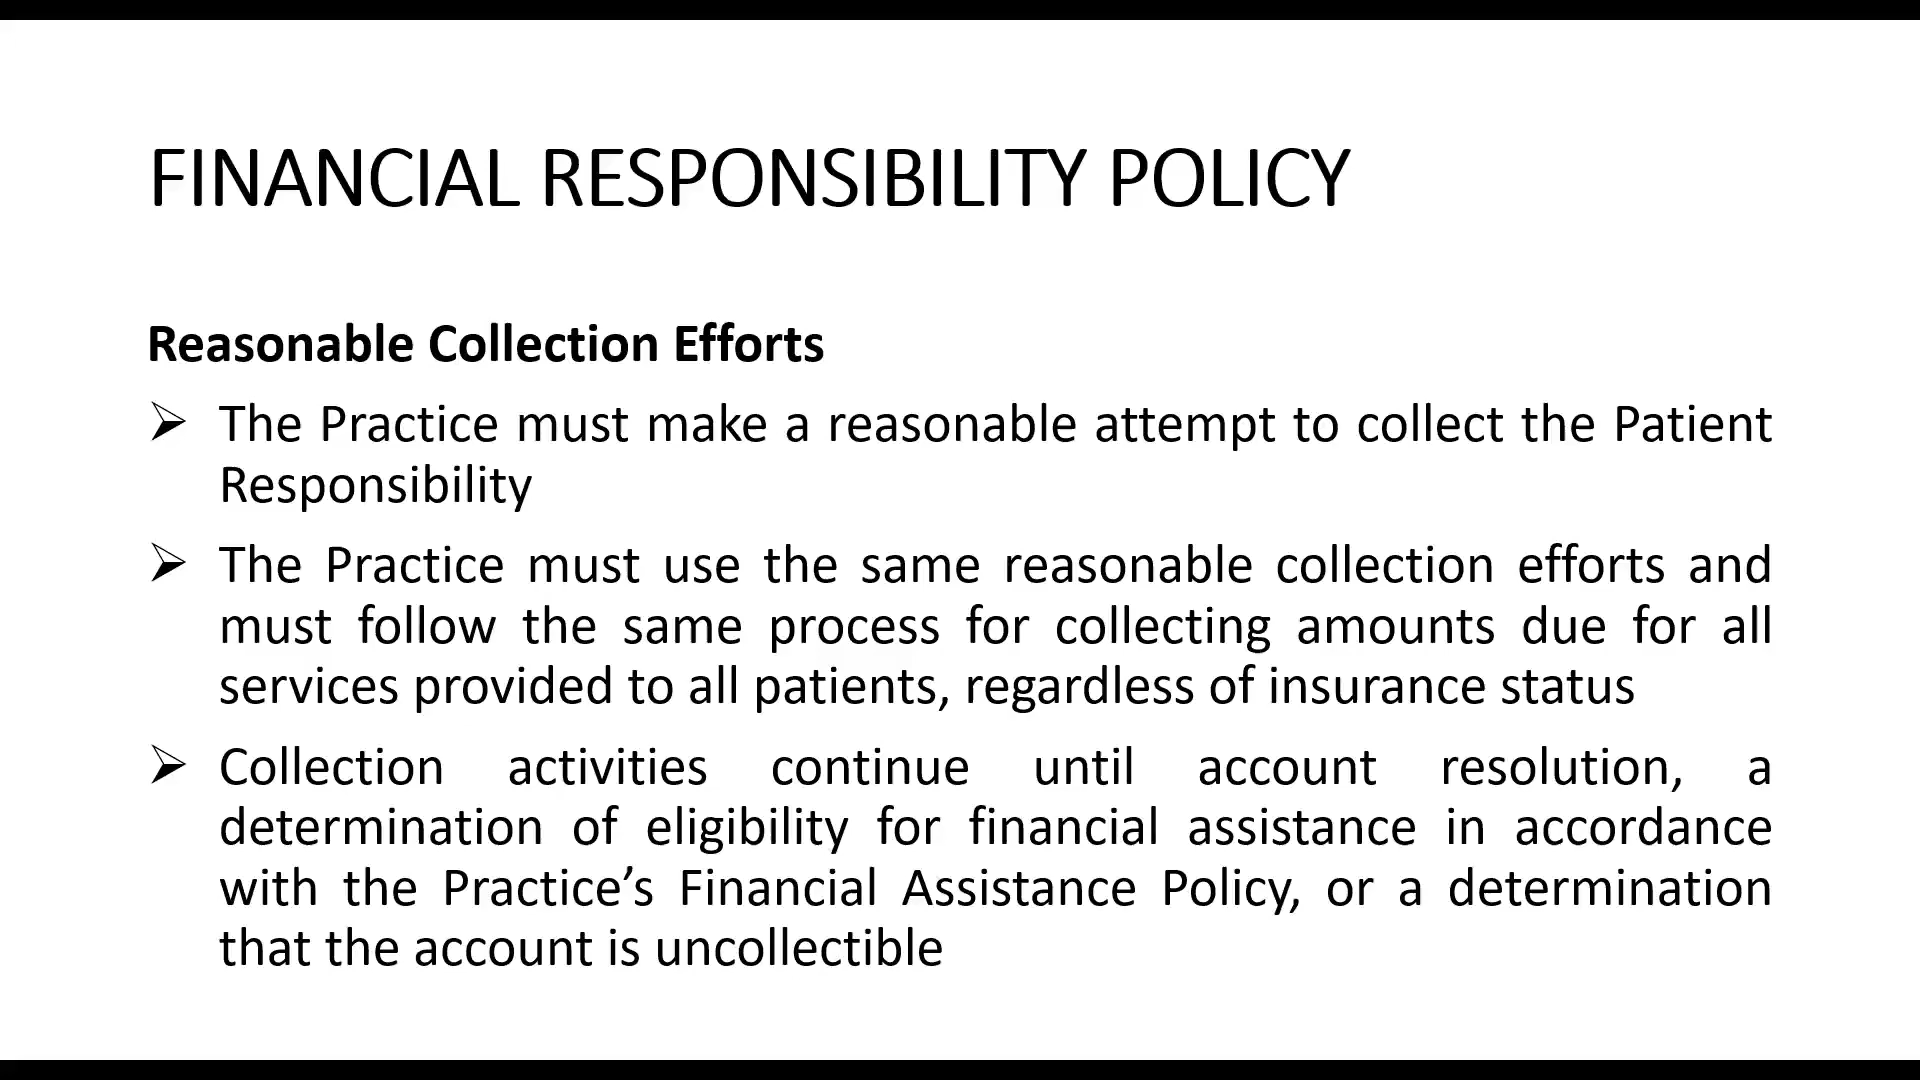 FINANCIAL RESPONSIBILITY POLICY
Reasonable Collection Efforts
➢ The Practice must make a reasonable attempt to collect the Patient
Responsibility
➢ The Practice must use the same reasonable collection efforts and
must follow the same process for collecting amounts due for all
services provided to all patients, regardless of insurance status
➢ Collection activities continue until account resolution, a
determination of eligibility for financial assistance in accordance
with the Practice’s Financial Assistance Policy, or a determination
that the account is uncollectible